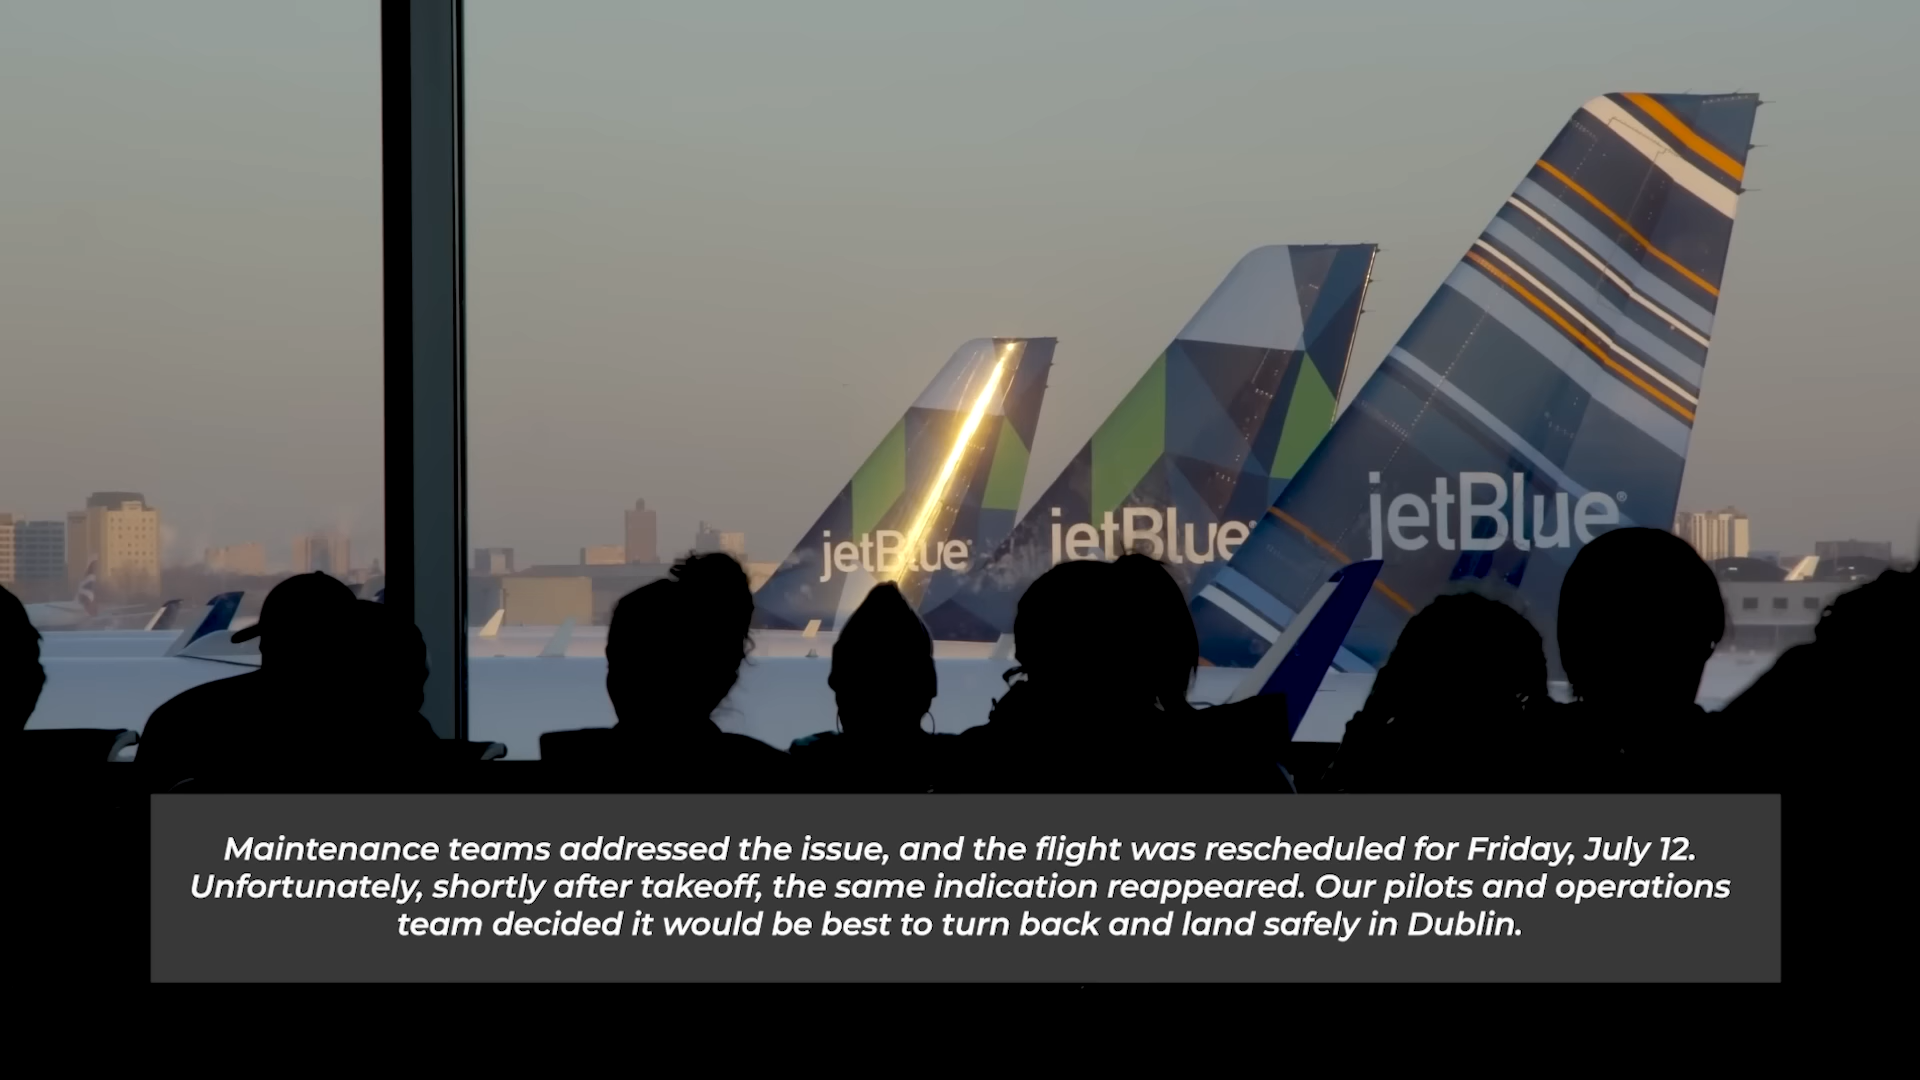 jetBlue
jetBlue
jetBlue®
Maintenance teams addressed the issue, and the flight was rescheduled for Friday, July 12.
Unfortunately, shortly after takeoff, the same indication reappeared. Our pilots and operations
team decided it would be best to turn back and land safely in Dublin.